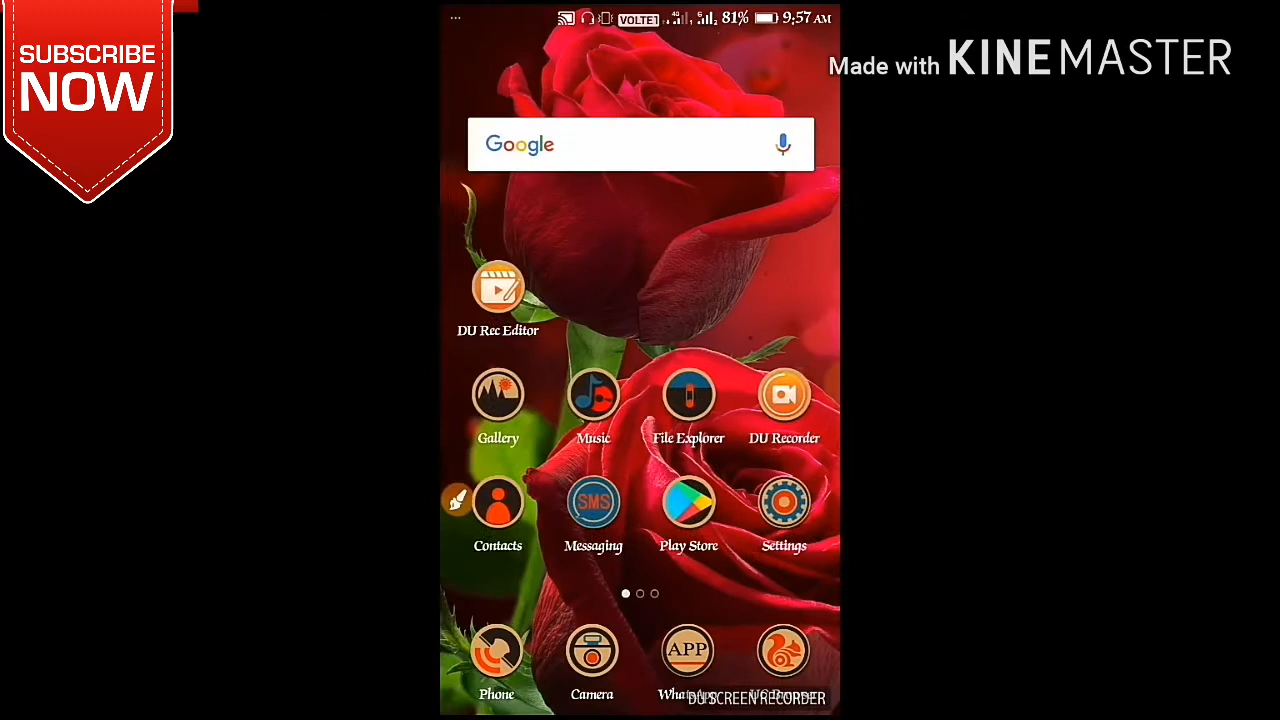 SUBSCRIBE
NOW
... VOLTE1 4G 81% 9:57 AM
Made with KINEMASTER
Google
DU Rec Editor
Gallery Music File Explorer DU Recorder
SMS
Contacts Messaging Play Store Settings
APP
Phone Camera
DU SCREEN RECORDER